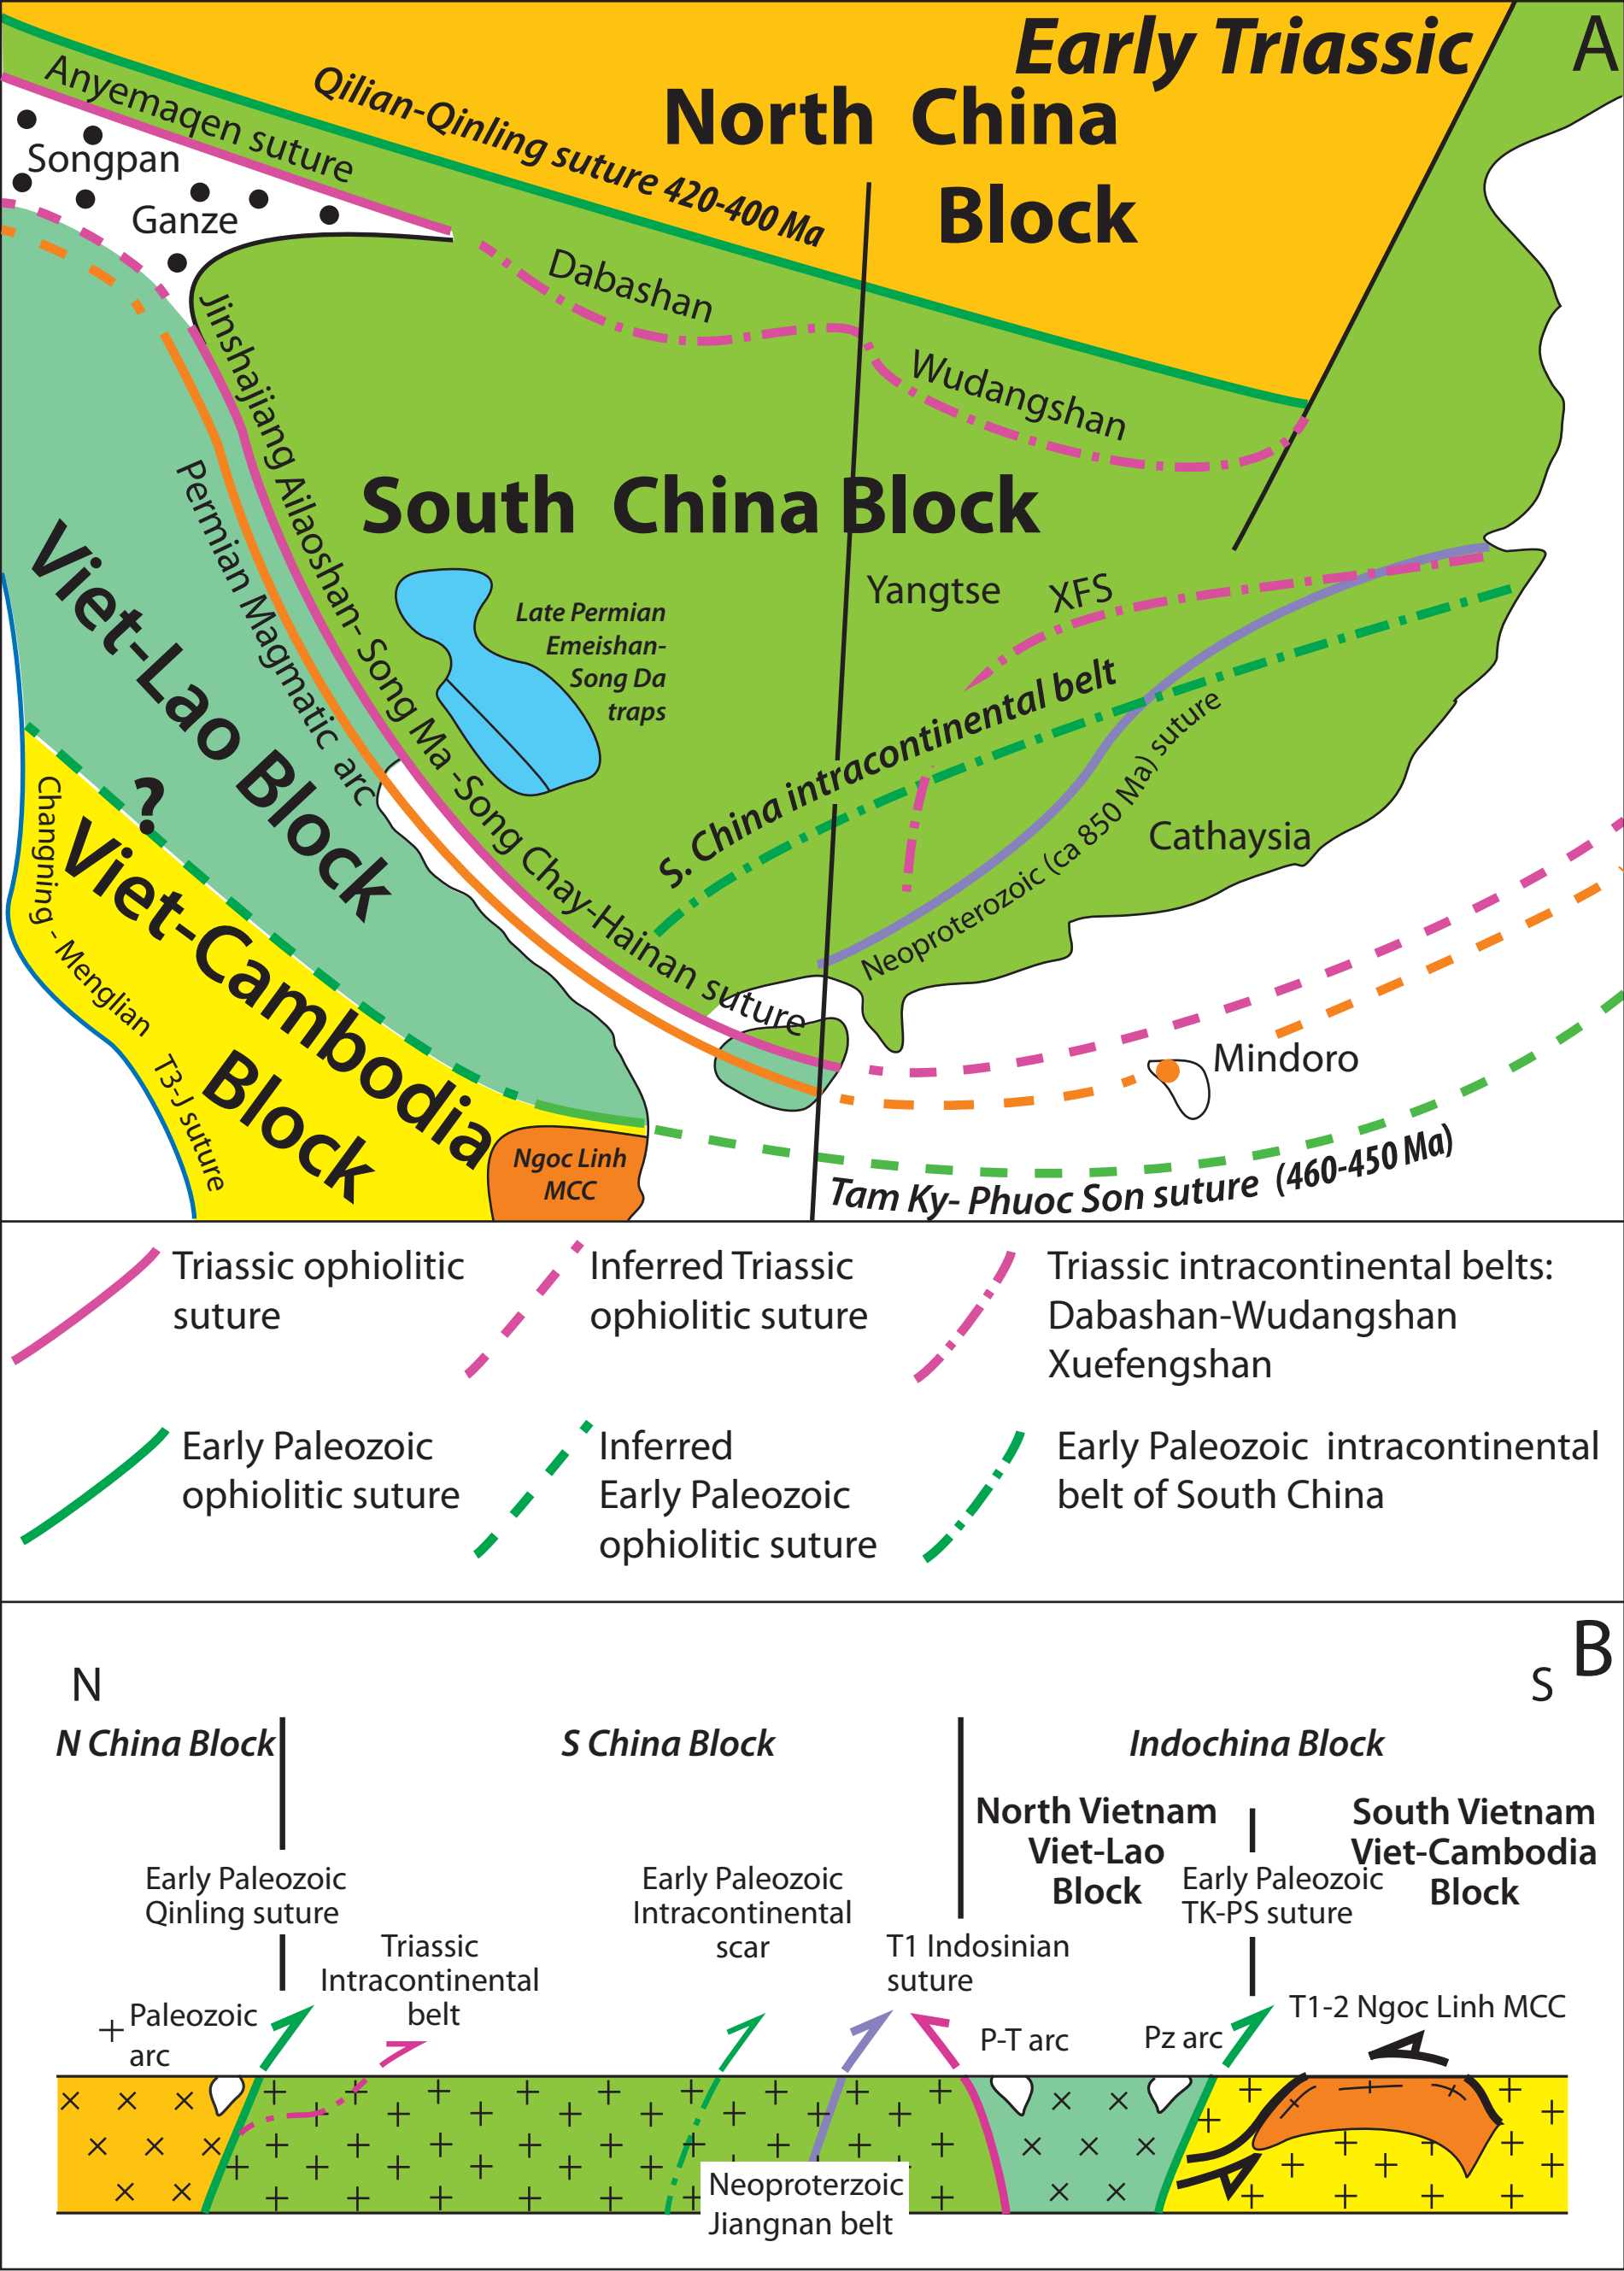 Early Triassic
A
North China
Block
Anyemaqen suture
Qilian-Qinling suture 420-400 Ma
Songpan
Ganze
Dabashan
Wudangshan
Jinshajiang Ailaoshan- Song Ma -Song Chay-Hainan suture
Permian Magmatic arc
South China Block
Late Permian
Emeishan-
Song Da
traps
Yangtse
XFS
S. China intracontinental belt
Neoproterozoic (ca 850 Ma) suture
Cathaysia
Viet-Lao Block
?
Viet-Cambodia
Block
Changning - Menglian T3-J suture
Ngoc Linh
MCC
Mindoro
Tam Ky- Phuoc Son suture (460-450 Ma)
Triassic ophiolitic
suture
Inferred Triassic
ophiolitic suture
Triassic intracontinental belts:
Dabashan-Wudangshan
Xuefengshan
Early Paleozoic
ophiolitic suture
Inferred
Early Paleozoic
ophiolitic suture
Early Paleozoic intracontinental
belt of South China
B
N
S
N China Block
S China Block
Indochina Block
North Vietnam
Viet-Lao
Block
South Vietnam
Viet-Cambodia
Block
Early Paleozoic
Qinling suture
Early Paleozoic
Intracontinental
scar
Early Paleozoic
TK-PS suture
Triassic
Intracontinental
belt
T1 Indosinian
suture
Paleozoic
arc
P-T arc
Pz arc
T1-2 Ngoc Linh MCC
Neoproterzoic
Jiangnan belt